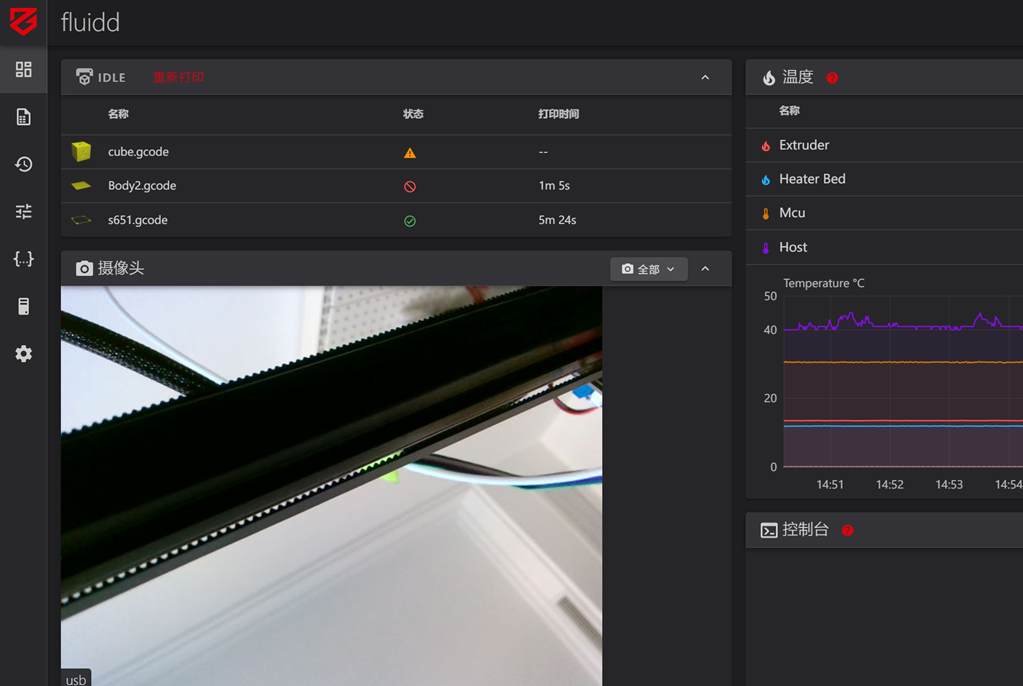 fluidd
IDLE 重新打印
名称 状态 打印时间
cube.gcode --
Body2.gcode 1m 5s
s651.gcode 5m 24s
摄像头 全部
usb
温度
名称
Extruder
Heater Bed
Mcu
Host
Temperature °C
50
40
20
0
14:51 14:52 14:53 14:54
控制台